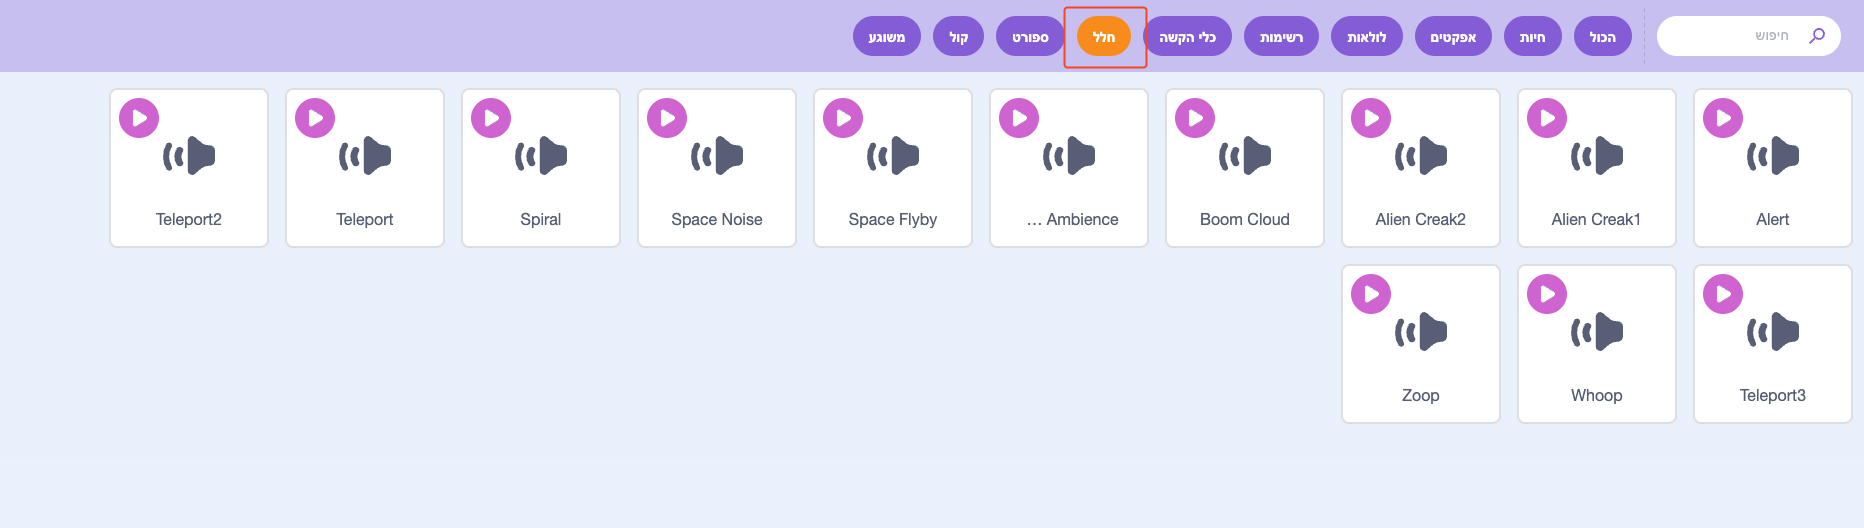 חיפוש
הכול
חיות
אפקטים
לולאות
רשימות
כלי הקשה
חלל
ספורט
קול
משוגע
Alert
Alien Creak1
Alien Creak2
Boom Cloud
... Ambience
Space Flyby
Space Noise
Spiral
Teleport
Teleport2
Teleport3
Whoop
Zoop